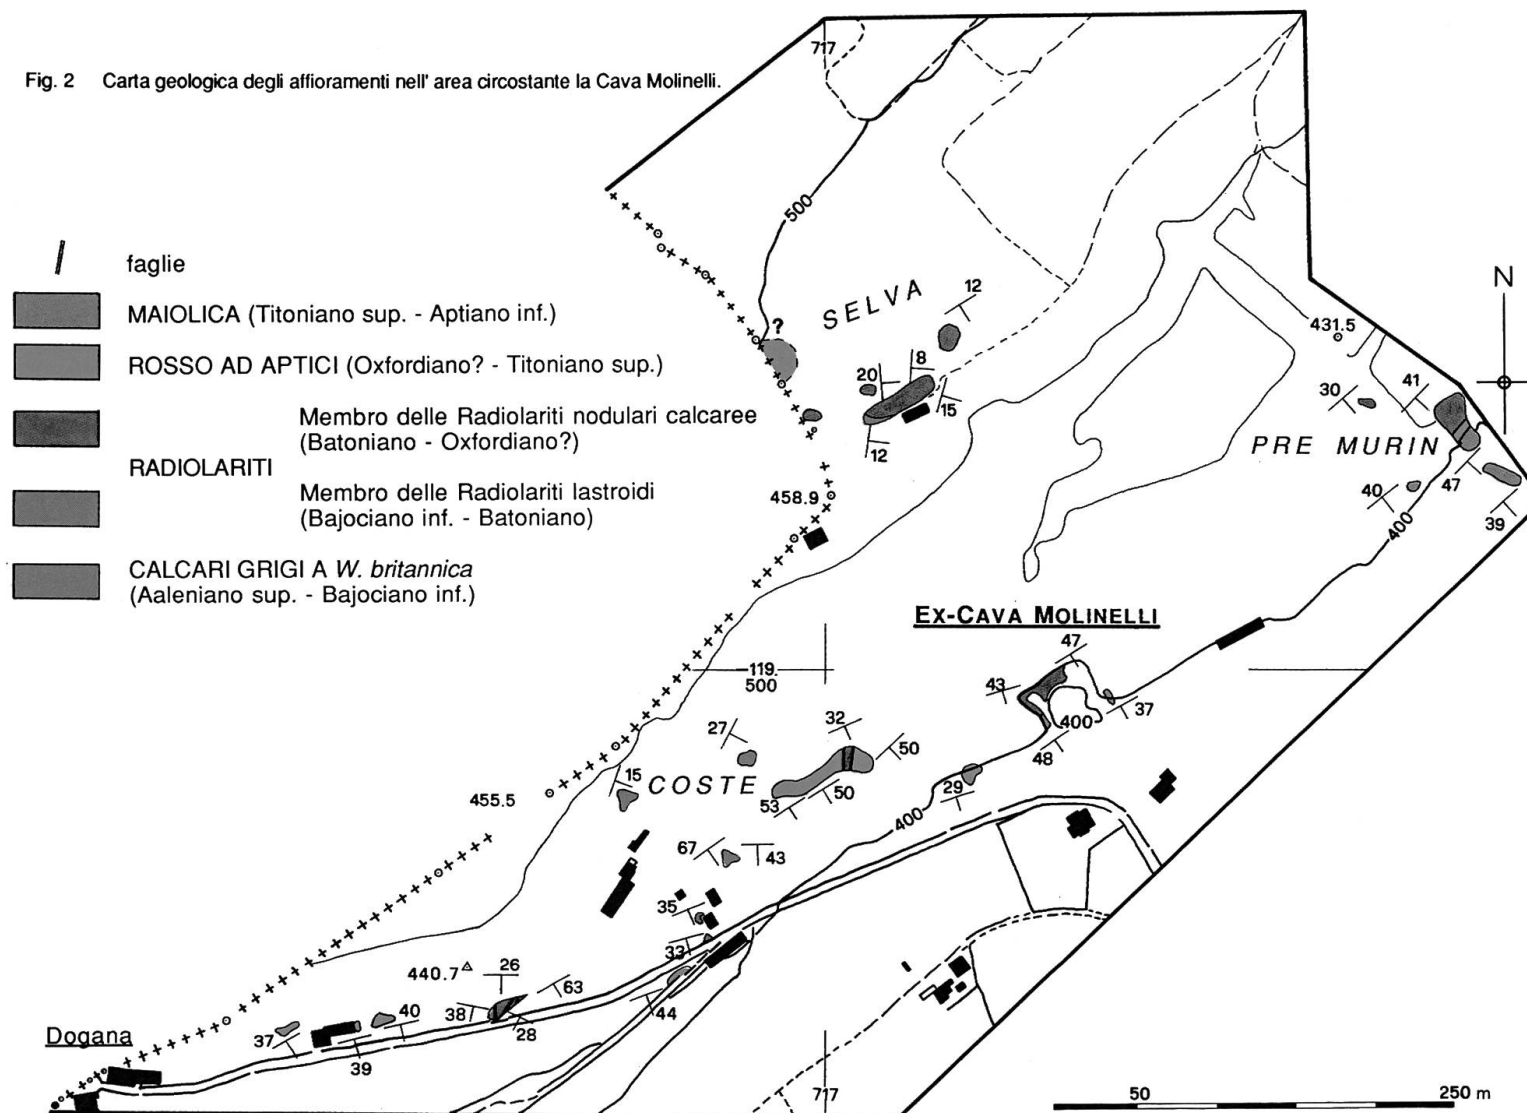 Fig. 2 Carta geologica degli affioramenti nell' area circostante la Cava Molinelli.
faglie
MAIOLICA (Titoniano sup. - Aptiano inf.)
ROSSO AD APTICI (Oxfordiano? - Titoniano sup.)
Membro delle Radiolariti nodulari calcaree
(Batoniano - Oxfordiano?)
RADIOLARITI
Membro delle Radiolariti lastroidi
(Bajociano inf. - Batoniano)
CALCARI GRIGI A W. britannica
(Aaleniano sup. - Bajociano inf.)
717
500
SELVA
12
?
8
20
15
12
458.9
N
431.5
30
41
PRE MURIN
40
47
39
400
EX-CAVA MOLINELLI
47
43
37
400
48
119.
500
27
32
50
15
COSTE
53
50
29
400
455.5
67
43
35
33
440.7
26
63
38
28
44
Dogana
37
40
39
717
50
250 m